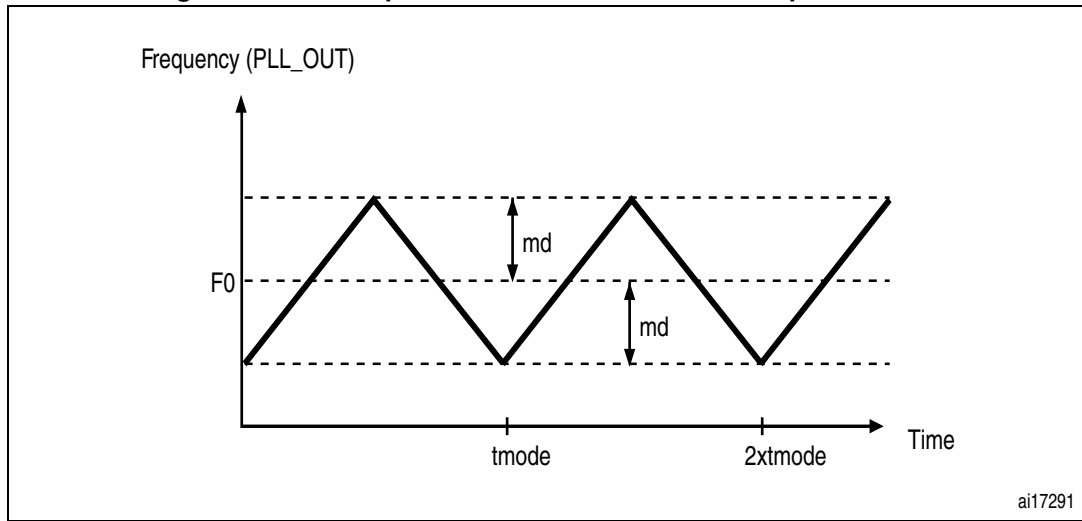 Frequency (PLL_OUT)
md
F0
md
tmode
2xtmode
Time
ai17291